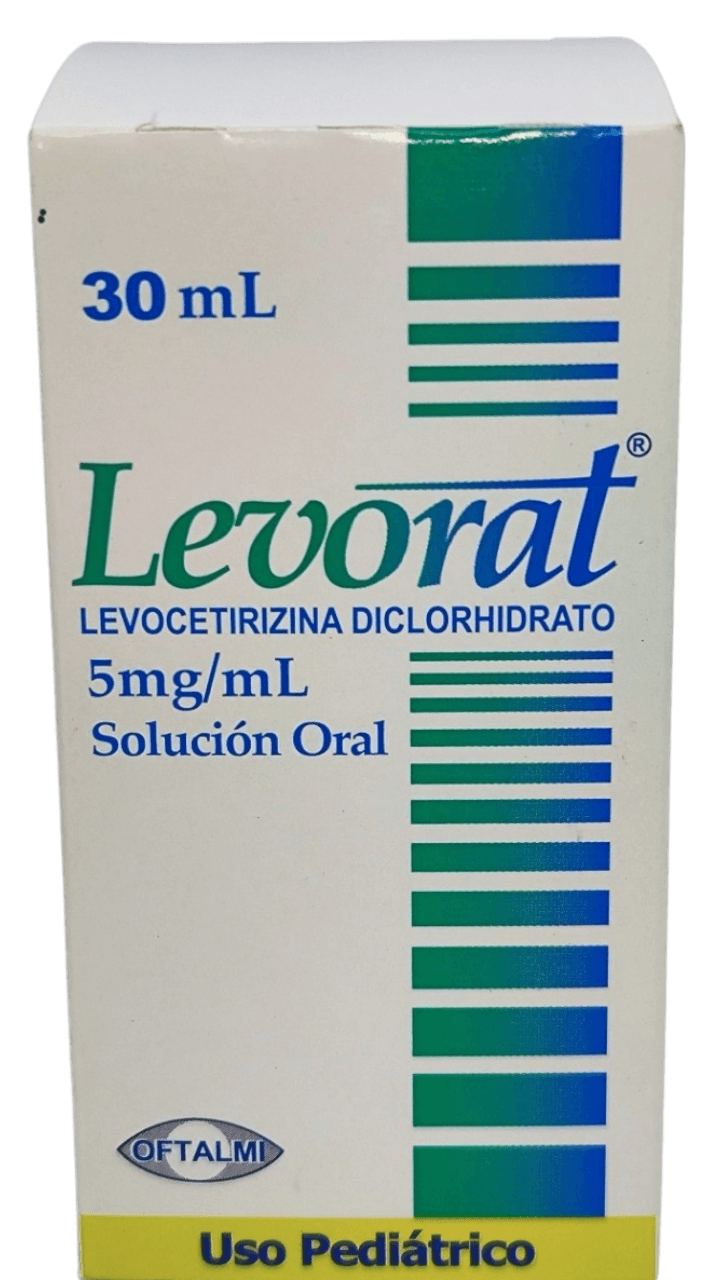 30 mL
Levorat®
LEVOCETIRIZINA DICLORHIDRATO
5mg/mL
Solución Oral
OFTALMI
Uso Pediátrico